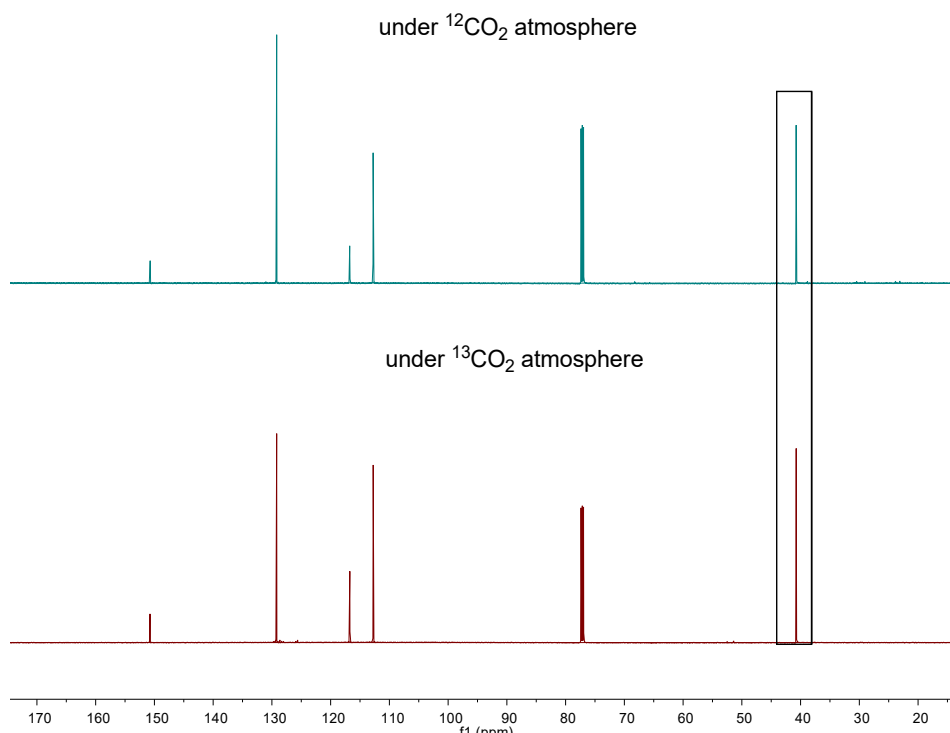 under ¹²CO₂ atmosphere
under ¹³CO₂ atmosphere
170 160 150 140 130 120 110 100 90 80 70 60 50 40 30 20
f1 (ppm)